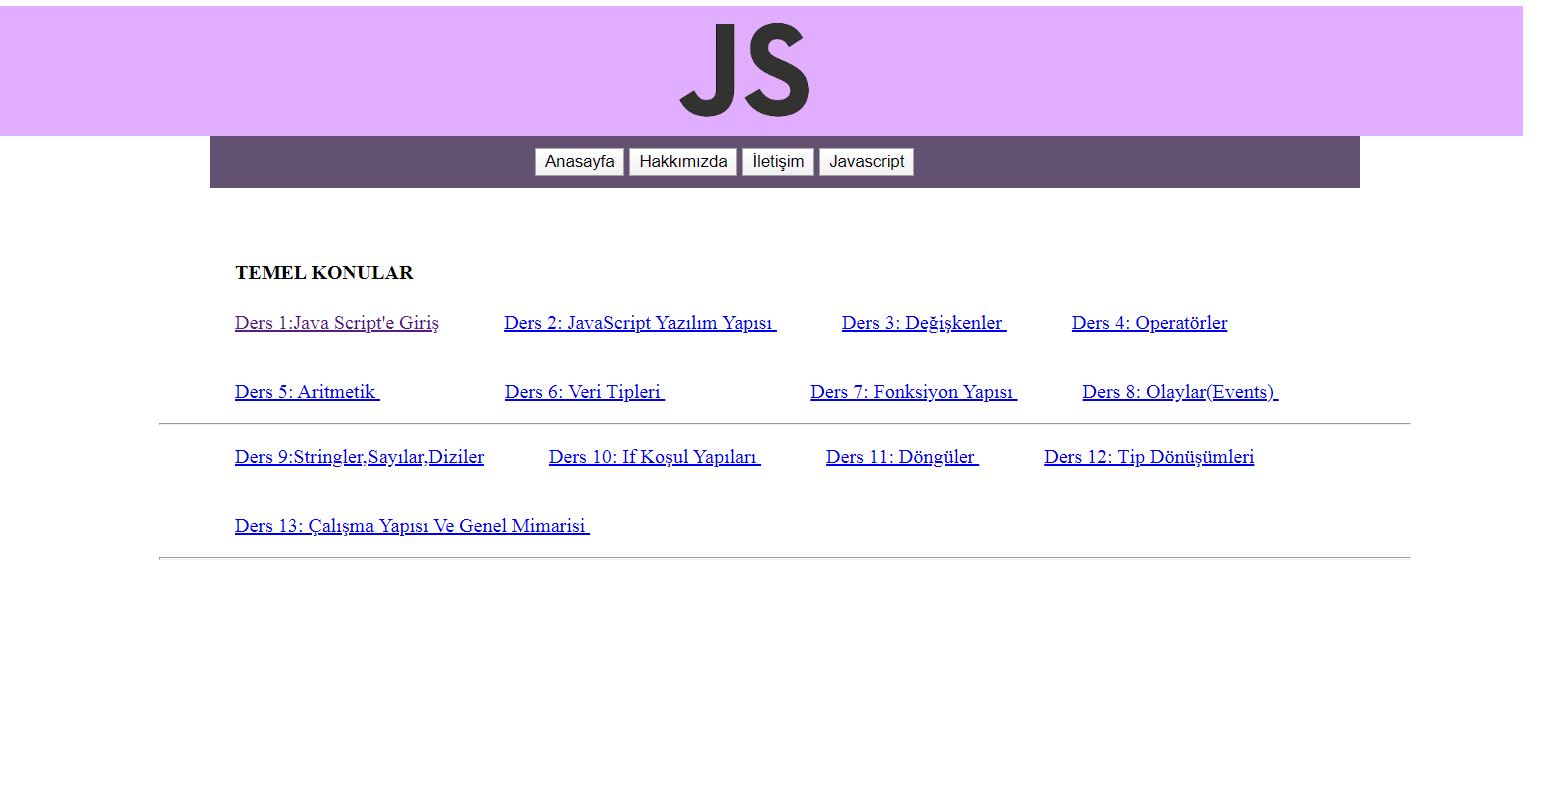 JS
Anasayfa Hakkımızda İletişim Javascript
TEMEL KONULAR
Ders 1:Java Script'e Giriş Ders 2: JavaScript Yazılım Yapısı Ders 3: Değişkenler Ders 4: Operatörler
Ders 5: Aritmetik Ders 6: Veri Tipleri Ders 7: Fonksiyon Yapısı Ders 8: Olaylar(Events)
Ders 9:Stringler,Sayılar,Diziler Ders 10: If Koşul Yapıları Ders 11: Döngüler Ders 12: Tip Dönüşümleri
Ders 13: Çalışma Yapısı Ve Genel Mimarisi